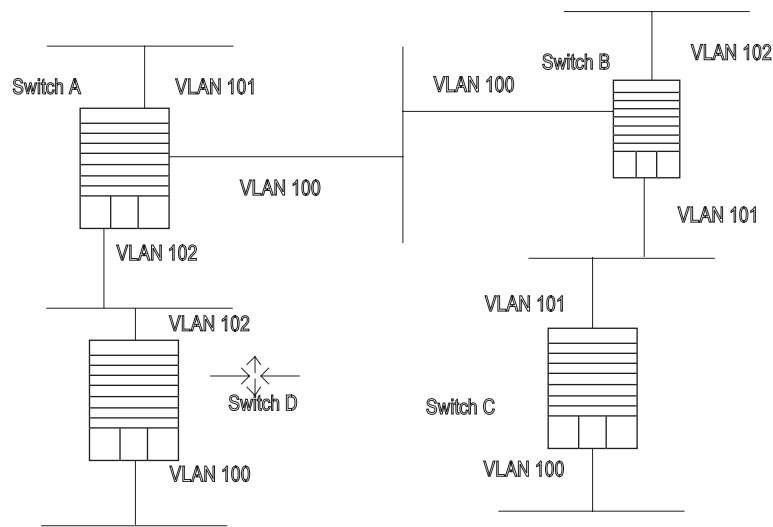 VLAN 102
Switch B
Switch A
VLAN 101
VLAN 100
VLAN 100
VLAN 101
VLAN 102
VLAN 101
VLAN 102
Switch D
Switch C
VLAN 100
VLAN 100